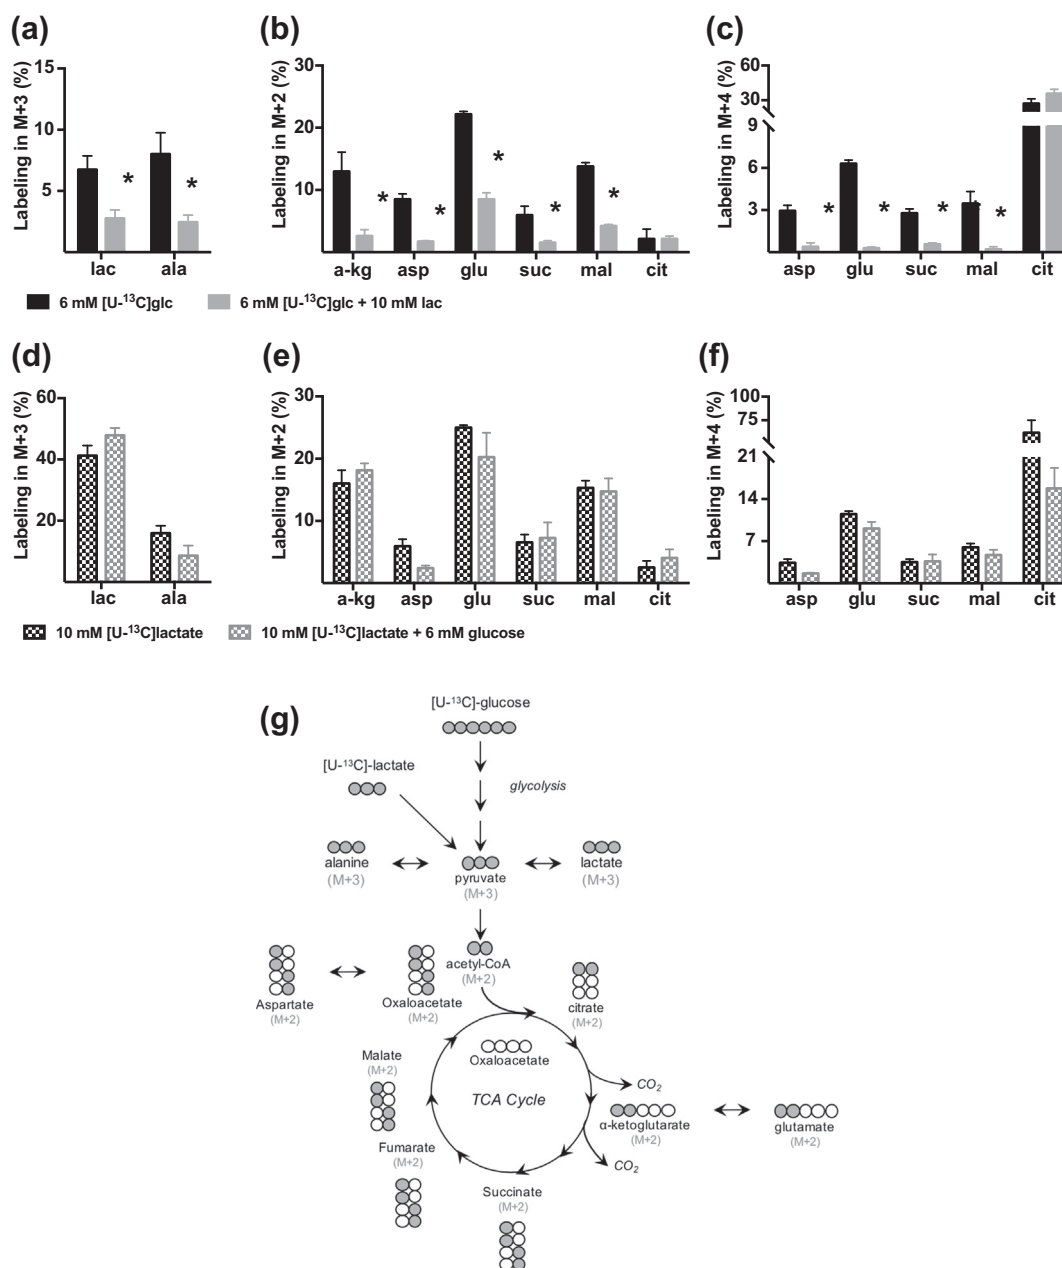 (a)
Labeling in M+3 (%)
15
10
5
*
*
lac ala
(b)
Labeling in M+2 (%)
30
20
10
* * * * *
a-kg asp glu suc mal cit
(c)
Labeling in M+4 (%)
60
30
9
6
3
* * * *
asp glu suc mal cit
6 mM [U-¹³C]glc 6 mM [U-¹³C]glc + 10 mM lac
(d)
Labeling in M+3 (%)
60
40
20
lac ala
(e)
Labeling in M+2 (%)
30
20
10
a-kg asp glu suc mal cit
(f)
Labeling in M+4 (%)
100
75
21
14
7
asp glu suc mal cit
10 mM [U-¹³C]lactate 10 mM [U-¹³C]lactate + 6 mM glucose
(g)
[U-¹³C]-glucose
[U-¹³C]-lactate
glycolysis
alanine
(M+3)
pyruvate
(M+3)
lactate
(M+3)
acetyl-CoA
(M+2)
Aspartate
(M+2)
Oxaloacetate
(M+2)
citrate
(M+2)
Oxaloacetate
Malate
(M+2)
TCA Cycle
CO₂
α-ketoglutarate
(M+2)
glutamate
(M+2)
Fumarate
(M+2)
CO₂
Succinate
(M+2)